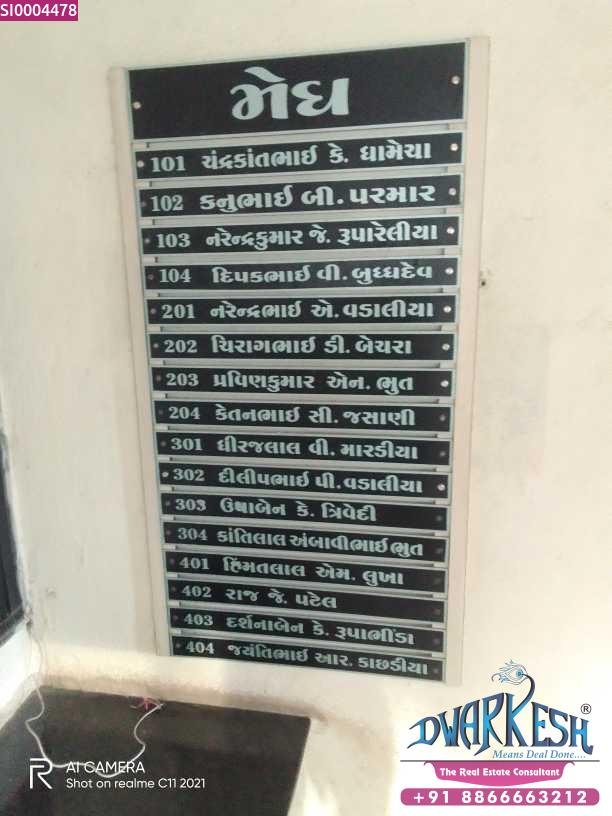 SI0004478
મેઘ
101 ચંદ્રકાંતભાઈ કે. ધામેચા
102 કનુભાઈ બી. પરમાર
103 નરેન્દ્રકુમાર જે. રૂપારેલીયા
104 દિપકભાઈ વી. બુધ્ધદેવ
201 નરેન્દ્રભાઈ એ. વડાલીયા
202 ચિરાગભાઈ ડી. બેચરા
203 પ્રવિણકુમાર એન. ભુત
204 કેતનભાઈ સી. જસાણી
301 ધીરજલાલ વી. મારડીયા
302 દીલીપભાઈ પી. વડાલીયા
303 ઉષાબેન કે. ત્રિવેદી
304 કાંતિલાલ અંબાવીભાઈ ભુત
401 હિંમતલાલ એમ. લુખા
402 રાજ જે. પટેલ
403 દર્શનાબેન કે. રૂપાભીંડા
404 જયંતિભાઈ આર. કાછડીયા
DWARKESH ®
Means Deal Done....
The Real Estate Consultant
+91 8866663212
AI CAMERA
Shot on realme C11 2021